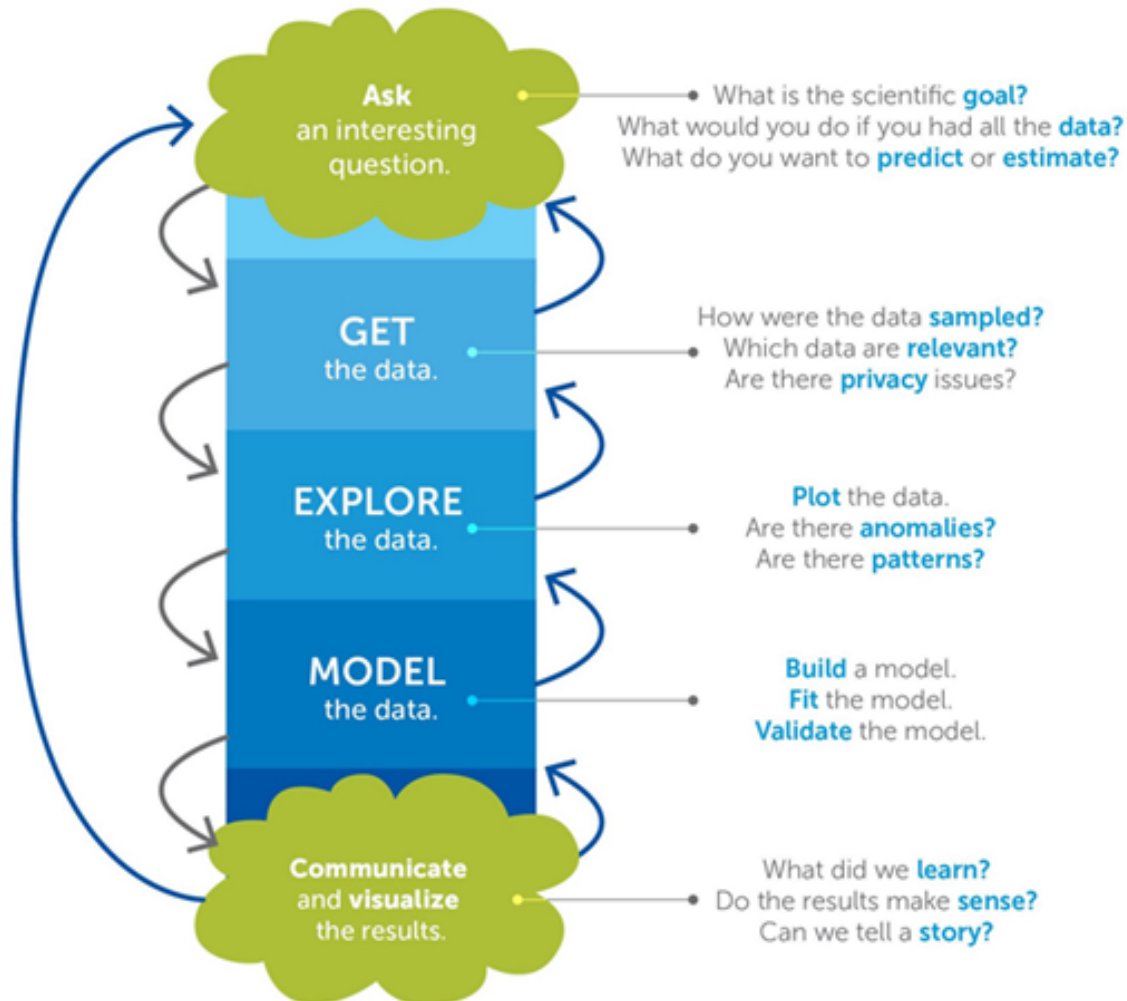 Ask
an interesting
question.
What is the scientific goal?
What would you do if you had all the data?
What do you want to predict or estimate?
GET
the data.
How were the data sampled?
Which data are relevant?
Are there privacy issues?
EXPLORE
the data.
Plot the data.
Are there anomalies?
Are there patterns?
MODEL
the data.
Build a model.
Fit the model.
Validate the model.
Communicate
and visualize
the results.
What did we learn?
Do the results make sense?
Can we tell a story?